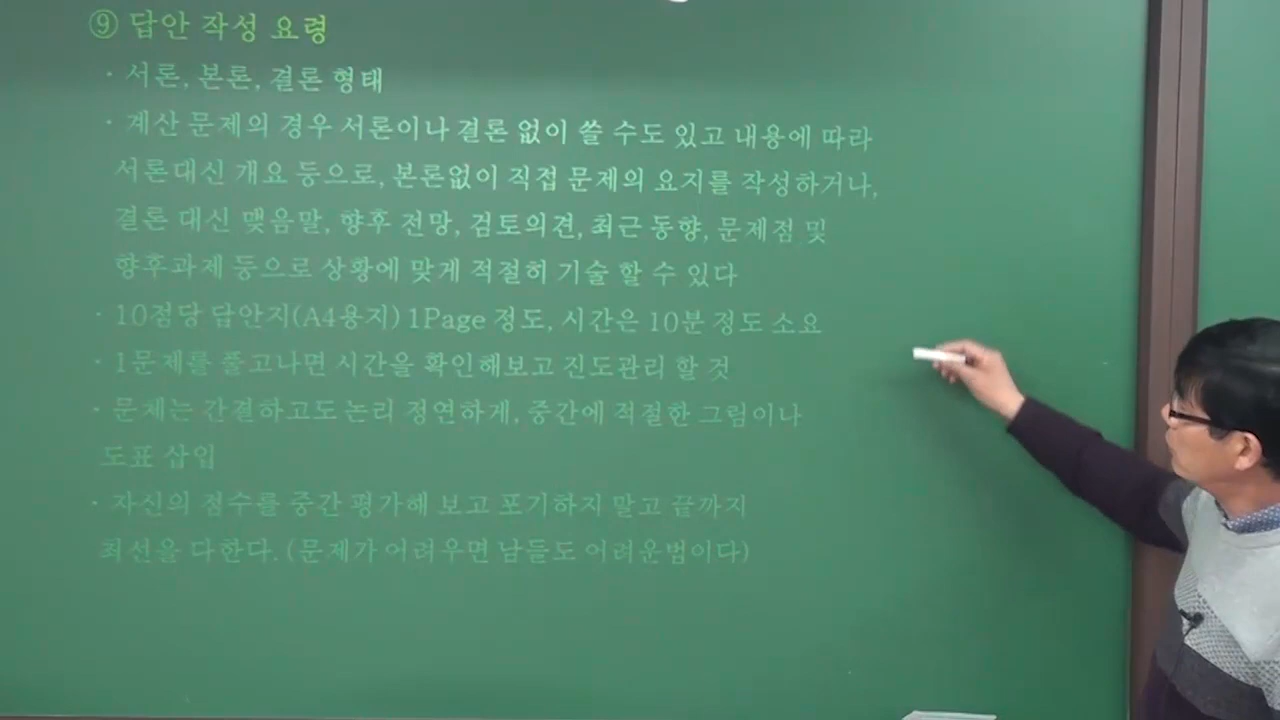 ⑨ 답안 작성 요령
· 서론, 본론, 결론 형태
· 계산 문제의 경우 서론이나 결론 없이 쓸 수도 있고 내용에 따라
서론대신 개요 등으로, 본론없이 직접 문제의 요지를 작성하거나,
결론 대신 맺음말, 향후 전망, 검토의견, 최근 동향, 문제점 및
향후과제 등으로 상황에 맞게 적절히 기술 할 수 있다
· 10점당 답안지(A4용지) 1Page 정도, 시간은 10분 정도 소요
· 1문제를 풀고나면 시간을 확인해보고 진도관리 할 것
· 문체는 간결하고도 논리 정연하게, 중간에 적절한 그림이나
도표 삽입
· 자신의 점수를 중간 평가해 보고 포기하지 말고 끝까지
최선을 다한다. (문제가 어려우면 남들도 어려운법이다)